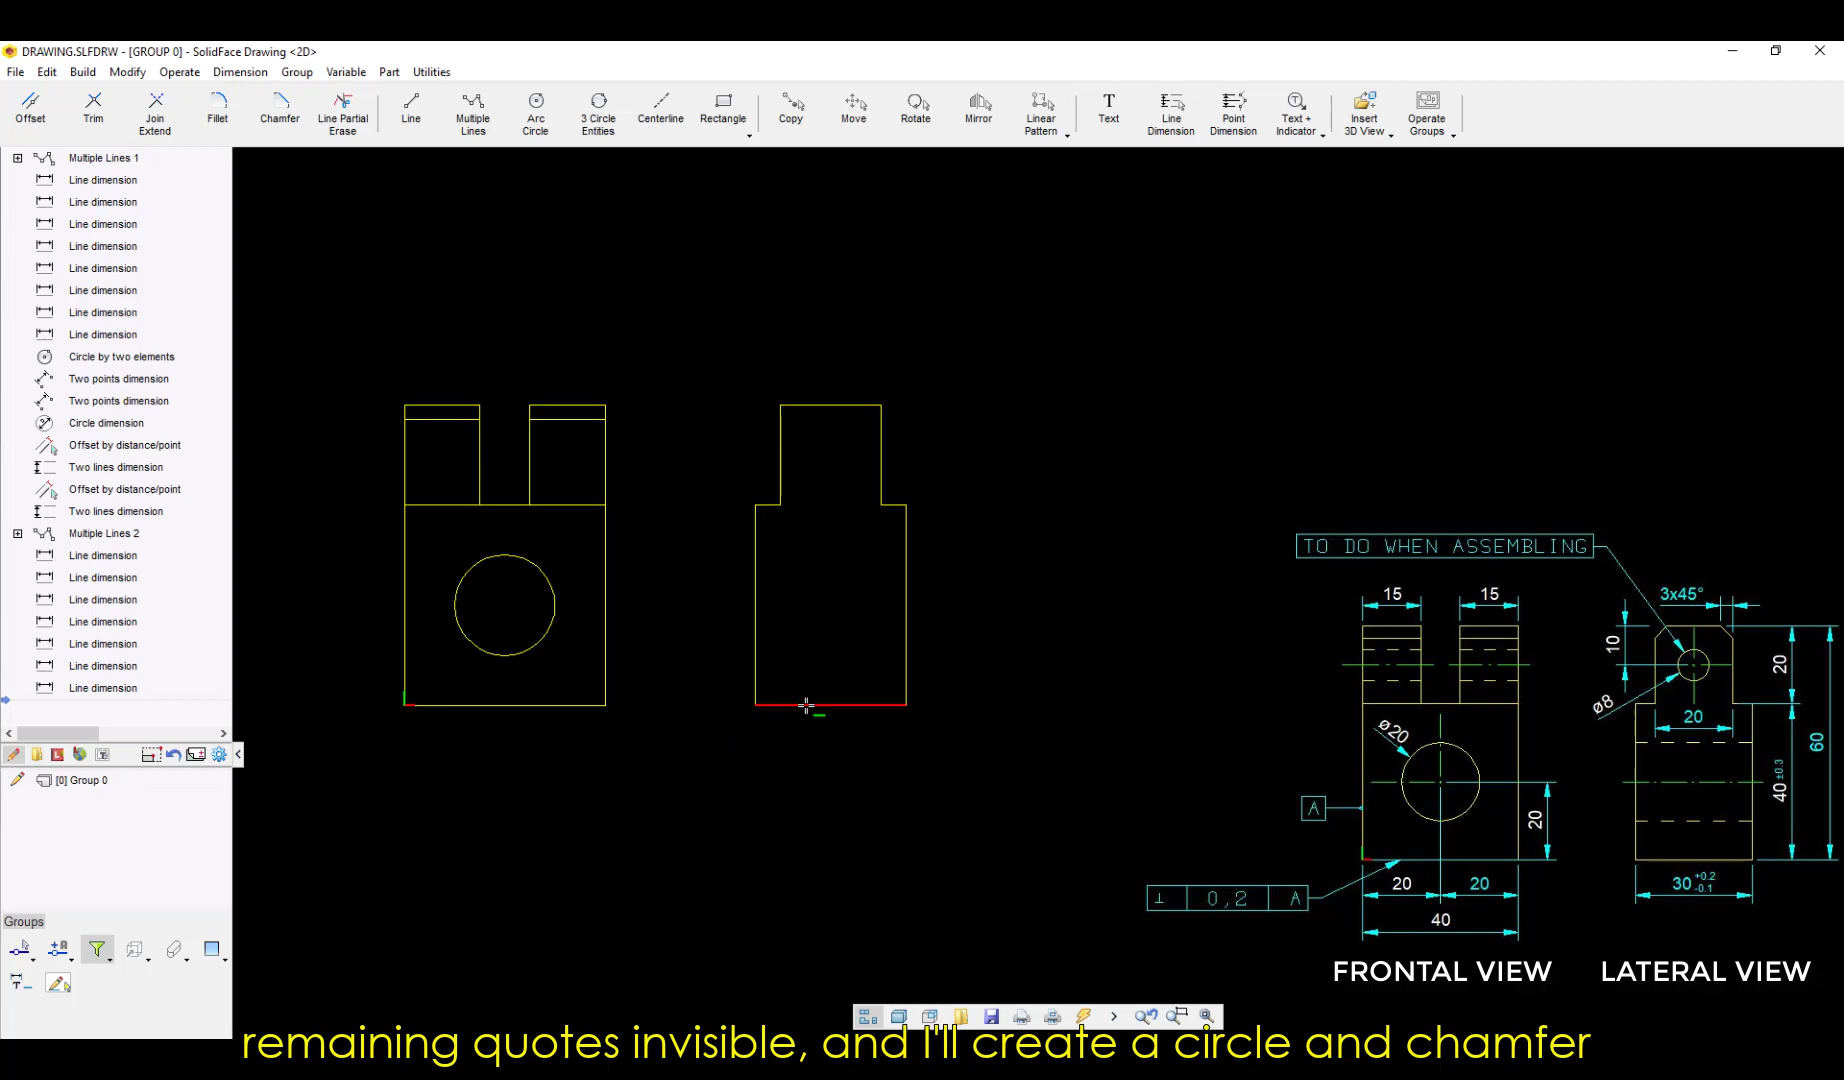 DRAWING.SLFDRW - [GROUP 0] - SolidFace Drawing <2D>
File Edit Build Modify Operate Dimension Group Variable Part Utilities
Offset Trim Join Extend Fillet Chamfer Line Partial Erase Line Multiple Lines Arc Circle 3 Circle Entities Centerline Rectangle Copy Move Rotate Mirror Linear Pattern Text Line Dimension Point Dimension Text + Indicator Insert 3D View Operate Groups
Multiple Lines 1
Line dimension
Line dimension
Line dimension
Line dimension
Line dimension
Line dimension
Line dimension
Line dimension
Circle by two elements
Two points dimension
Two points dimension
Circle dimension
Offset by distance/point
Two lines dimension
Offset by distance/point
Two lines dimension
Multiple Lines 2
Line dimension
Line dimension
Line dimension
Line dimension
Line dimension
Line dimension
Line dimension
[0] Group 0
Groups
TO DO WHEN ASSEMBLING
15 15
3x45°
10
20
ø8
20
ø20
60
40 ±0.3
A
20
20 20
30 +0.2 -0.1
⊥ 0,2 A
40
FRONTAL VIEW LATERAL VIEW
remaining quotes invisible, and I'll create a circle and chamfer